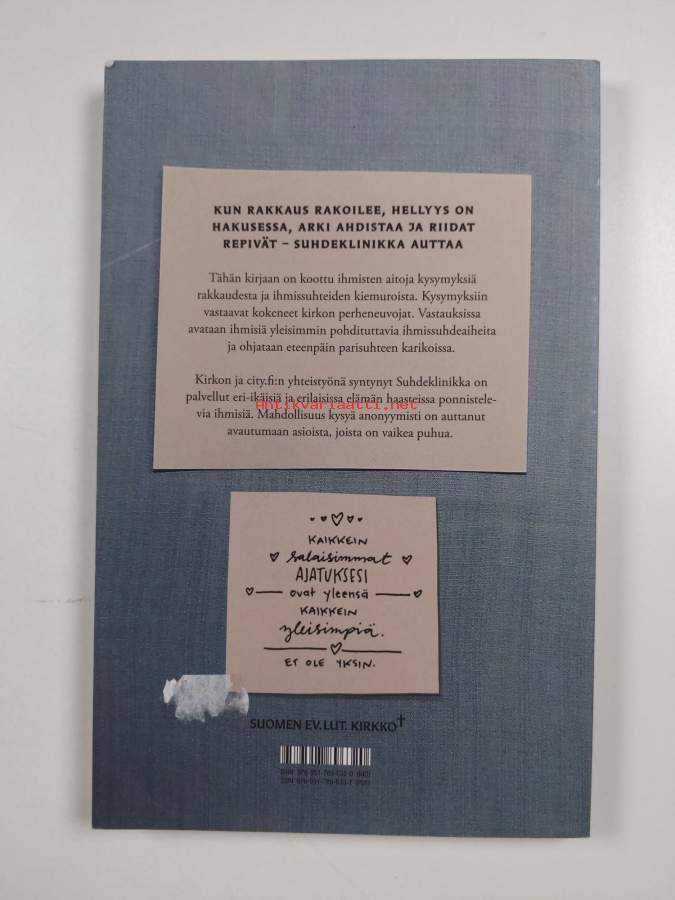 KUN RAKKAUS RAKOILEE, HELLYYS ON
HAKUSESSA, ARKI AHDISTAA JA RIIDAT
REPIVÄT – SUHDEKLINIKKA AUTTAA
Tähän kirjaan on koottu ihmisten aitoja kysymyksiä
rakkaudesta ja ihmissuhteiden kiemuroista. Kysymyksiin
vastaavat kokeneet kirkon perheneuvojat. Vastauksissa
avataan ihmisiä yleisimmin pohdituttavia ihmissuhdeaiheita
ja ohjataan eteenpäin parisuhteen karikoissa.
Kirkon ja city.fi:n yhteistyönä syntynyt Suhdeklinikka on
palvellut eri-ikäisiä ja erilaisissa elämän haasteissa ponnistele-
Antikvariaatti.net
via ihmisiä. Mahdollisuus kysyä anonyymisti on auttanut
avautumaan asioista, joista on vaikea puhua.
KAIKKEIN
salaisimmat
AJATUKSESI
ovat yleensä
KAIKKEIN
yleisimpiä.
ET OLE YKSIN.
SUOMEN EV.LUT. KIRKKO